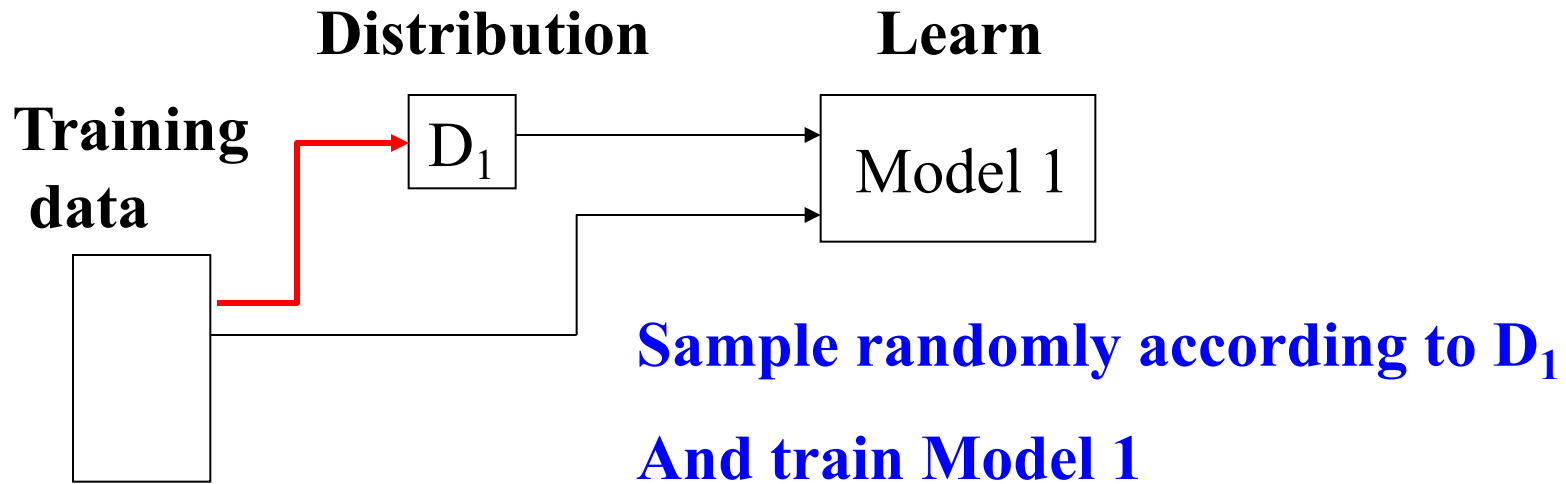 Distribution
Learn
Training
data
D₁
Model 1
Sample randomly according to D₁
And train Model 1